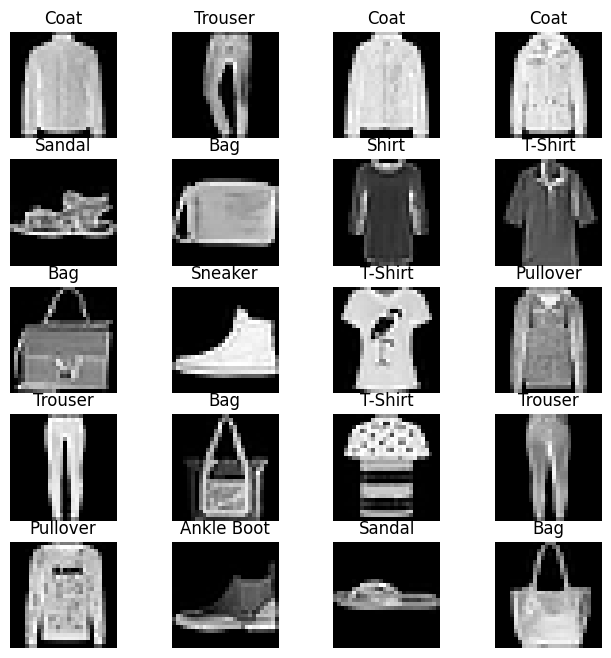 Coat Trouser Coat Coat
Sandal Bag Shirt T-Shirt
Bag Sneaker T-Shirt Pullover
Trouser Bag T-Shirt Trouser
Pullover Ankle Boot Sandal Bag